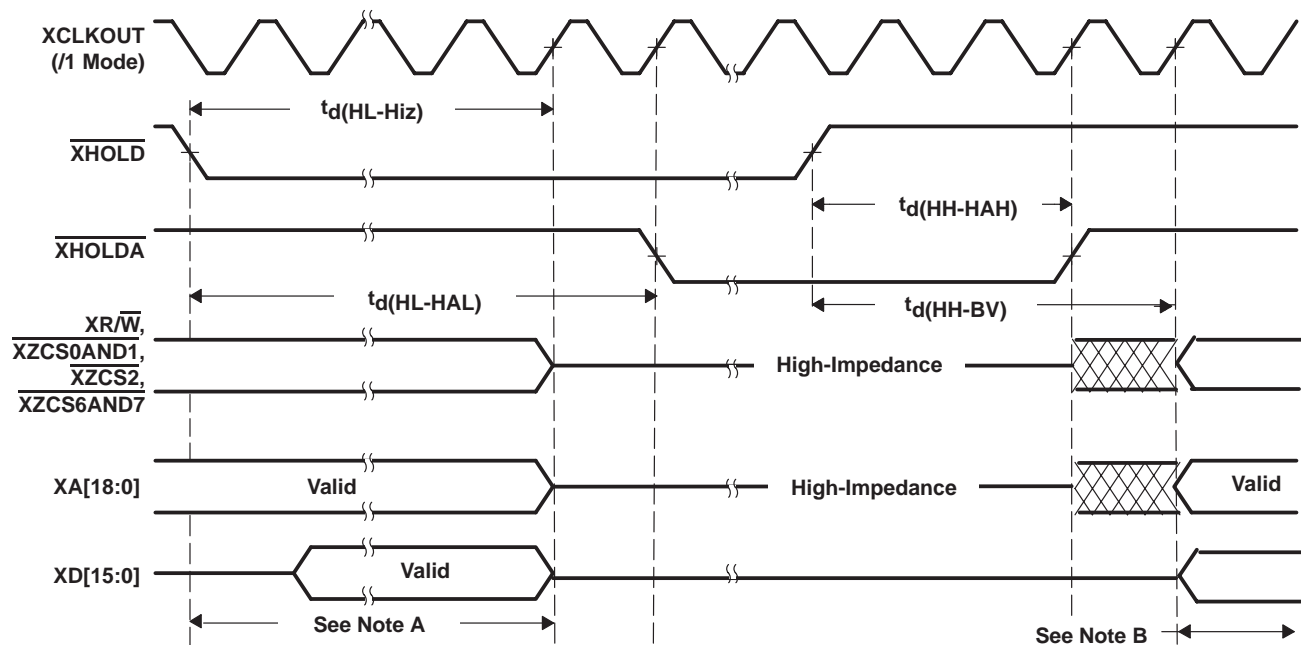 XCLKOUT
(/1 Mode)
td(HL-Hiz)
XHOLD
td(HH-HAH)
XHOLDA
td(HL-HAL)
td(HH-BV)
XR/W,
XZCS0AND1,
XZCS2,
XZCS6AND7
High-Impedance
XA[18:0]
Valid
High-Impedance
Valid
XD[15:0]
Valid
See Note A
See Note B